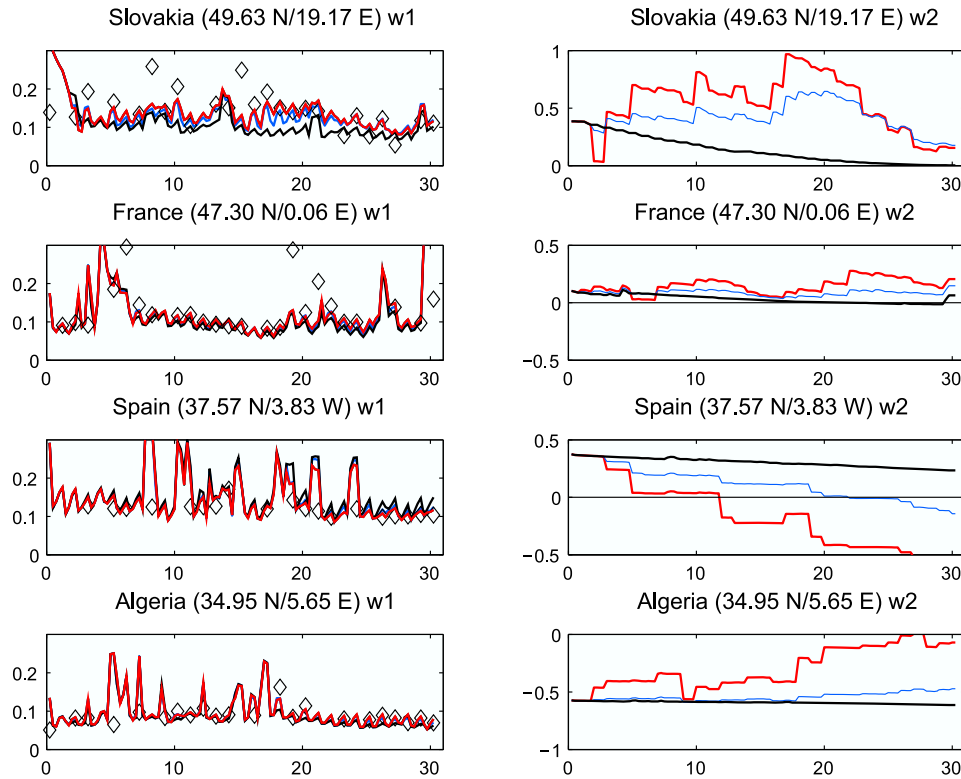 Slovakia (49.63 N/19.17 E) w1
0.2
0.1
0
0 10 20 30
Slovakia (49.63 N/19.17 E) w2
1
0.5
0
0 10 20 30
France (47.30 N/0.06 E) w1
0.2
0.1
0
0 10 20 30
France (47.30 N/0.06 E) w2
0.5
0
−0.5
0 10 20 30
Spain (37.57 N/3.83 W) w1
0.2
0.1
0
0 10 20 30
Spain (37.57 N/3.83 W) w2
0.5
0
−0.5
0 10 20 30
Algeria (34.95 N/5.65 E) w1
0.2
0.1
0
0 10 20 30
Algeria (34.95 N/5.65 E) w2
0
−0.5
−1
0 10 20 30